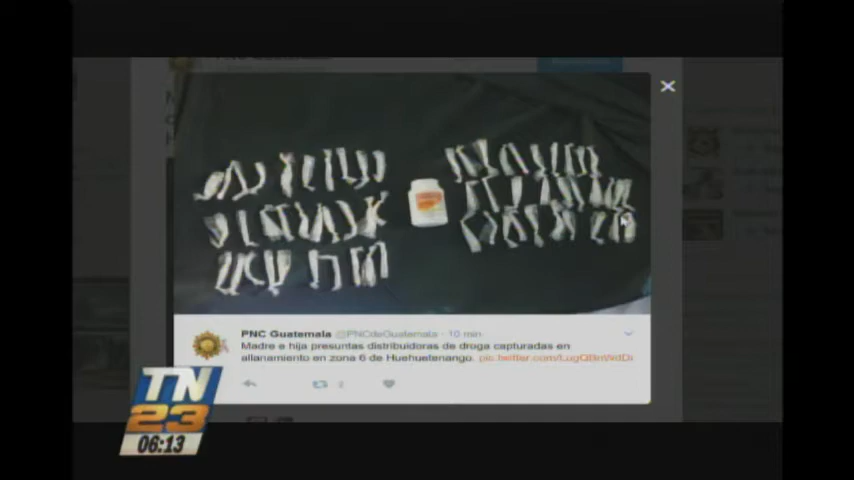 PNC Guatemala @PNCdeGuatemala · 10 min
Madre e hija presuntas distribuidoras de droga capturadas en
allanamiento en zona 6 de Huehuetenango.
2
TN
23
06:13